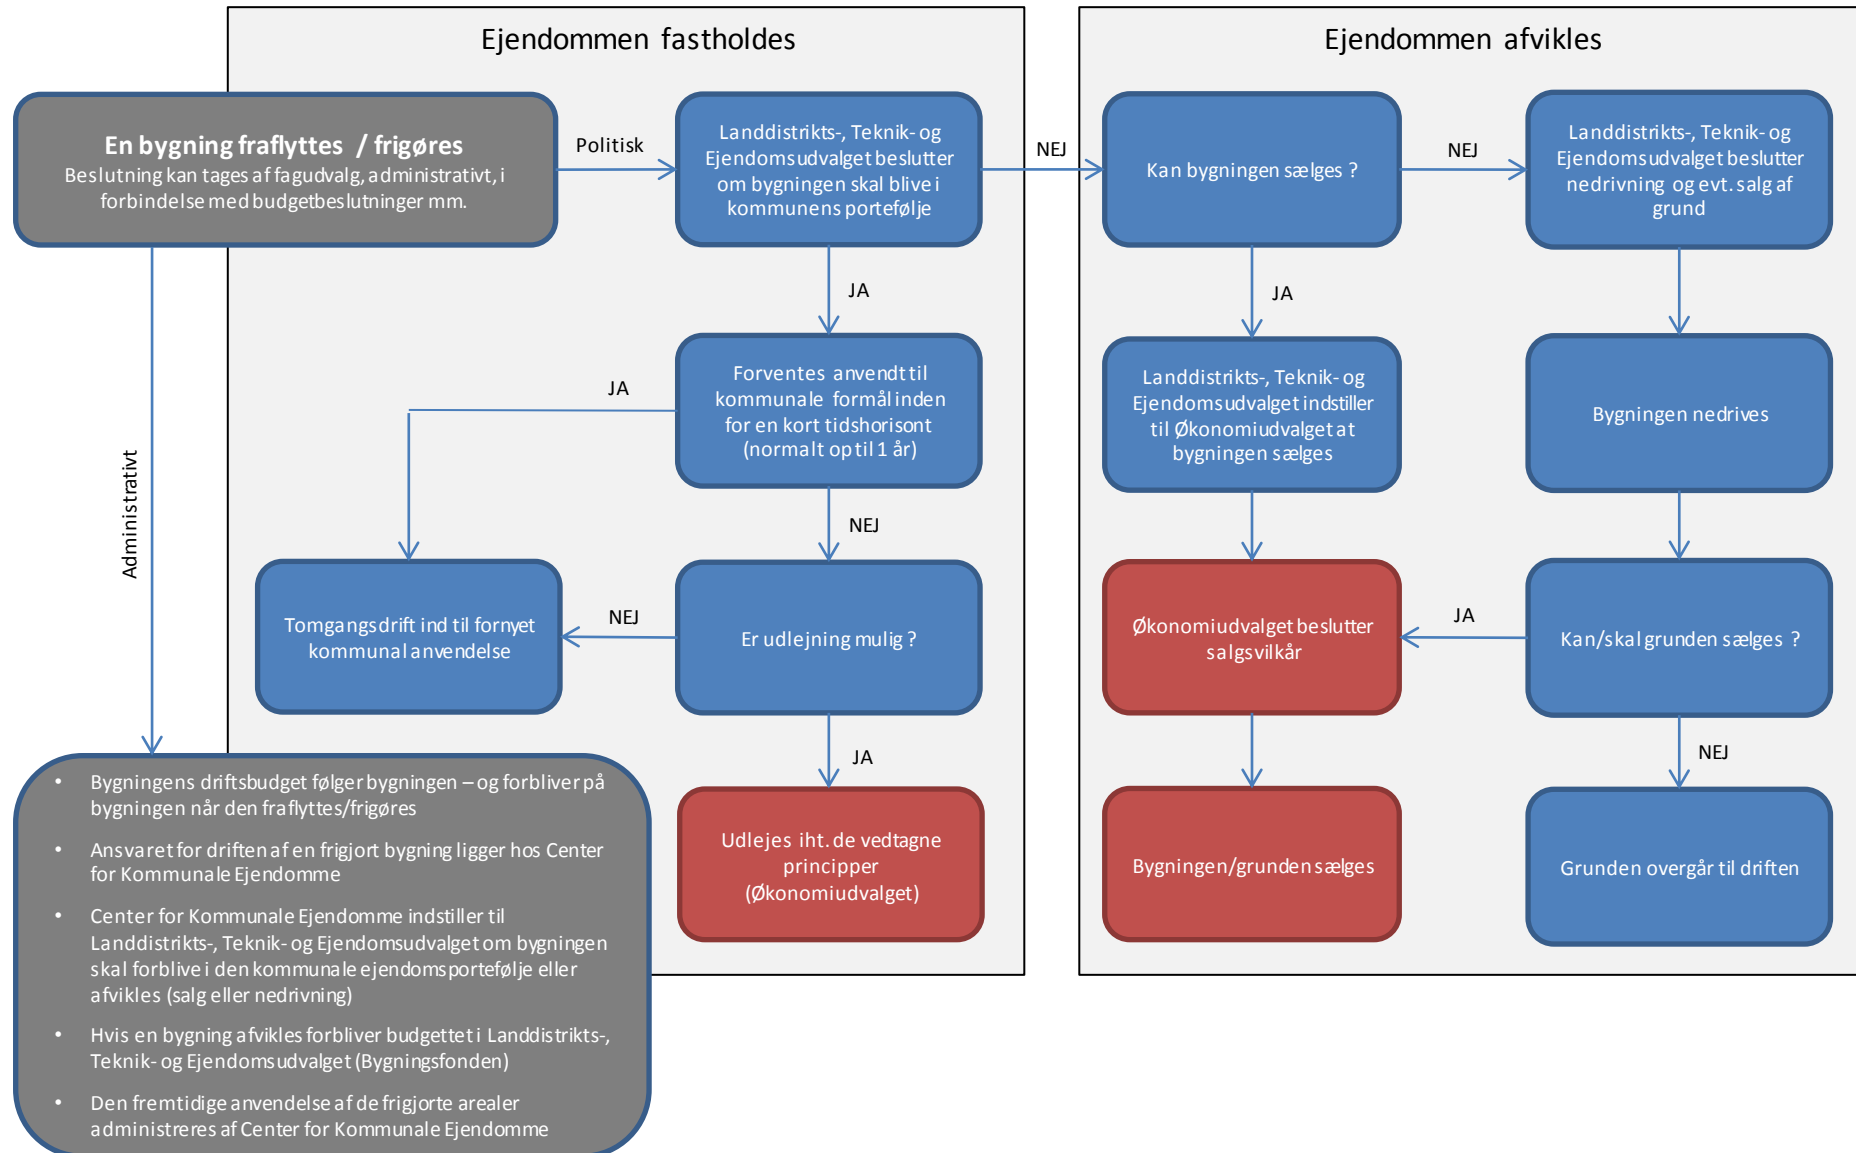 Ejendommen fastholdes
Ejendommen afvikles
En bygning fraflyttes / frigøres
Beslutning kan tages af fagudvalg, administrativt, i
forbindelse med budgetbeslutninger mm.
Politisk
Landdistrikts-, Teknik- og
Ejendomsudvalget beslutter
om bygningen skal blive i
kommunens portefølje
NEJ
Kan bygningen sælges ?
NEJ
Landdistrikts-, Teknik- og
Ejendomsudvalget beslutter
nedrivning og evt. salg af
grund
JA
JA
Forventes anvendt til
kommunale formål inden
for en kort tidshorisont
(normalt op til 1 år)
JA
Landdistrikts-, Teknik- og
Ejendomsudvalget indstiller
til Økonomiudvalget at
bygningen sælges
Bygningen nedrives
Administrativt
NEJ
Tomgangsdrift ind til fornyet
kommunal anvendelse
NEJ
Er udlejning mulig ?
Økonomiudvalget beslutter
salgsvilkår
JA
Kan/skal grunden sælges ?
JA
NEJ
Udlejes iht. de vedtagne
principper
(Økonomiudvalget)
Bygningen/grunden sælges
Grunden overgår til driften
• Bygningens driftsbudget følger bygningen – og forbliver på
bygningen når den fraflyttes/frigøres
• Ansvaret for driften af en frigjort bygning ligger hos Center
for Kommunale Ejendomme
• Center for Kommunale Ejendomme indstiller til
Landdistrikts-, Teknik- og Ejendomsudvalget om bygningen
skal forblive i den kommunale ejendomsportefølje eller
afvikles (salg eller nedrivning)
• Hvis en bygning afvikles forbliver budgettet i Landdistrikts-,
Teknik- og Ejendomsudvalget (Bygningsfonden)
• Den fremtidige anvendelse af de frigjorte arealer
administreres af Center for Kommunale Ejendomme